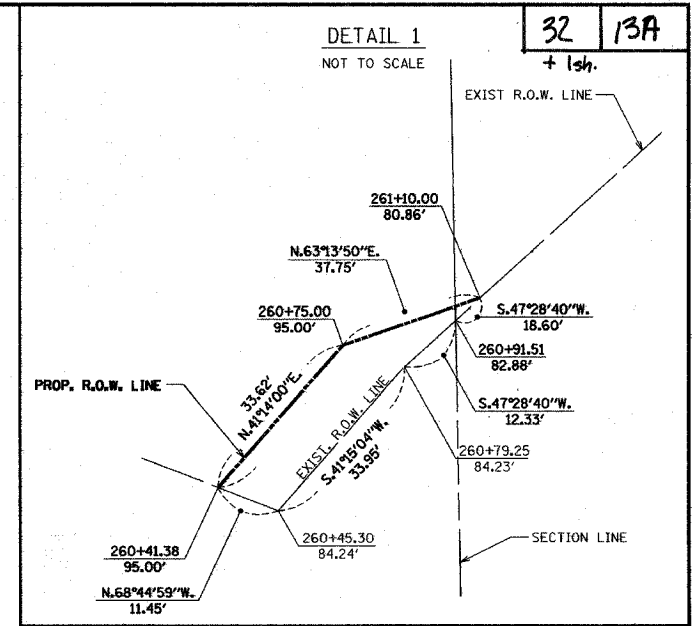 DETAIL 1
NOT TO SCALE
32
13A
+ 1sh.
EXIST R.O.W. LINE
261+10.00
80.86'
N.63°13'50"E.
37.75'
260+75.00
95.00'
S.47°28'40"W.
18.60'
260+91.51
82.88'
PROP. R.O.W. LINE
33.62'
N.41°14'00"E.
EXIST. R.O.W. LINE
S.41°15'04"W.
33.95'
S.47°28'40"W.
12.33'
260+79.25
84.23'
260+41.38
95.00'
260+45.30
84.24'
SECTION LINE
N.68°44'59"W.
11.45'